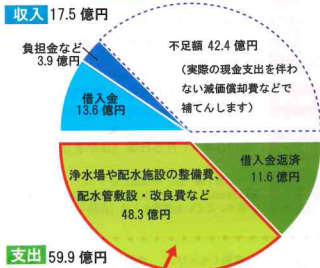 収入 17.5 億円
負担金など
3.9 億円
不足額 42.4 億円
（実際の現金支出を伴わ
ない減価償却費などで
補てんします）
借入金
13.6 億円
借入金返済
11.6 億円
浄水場や配水施設の整備費、
配水管敷設・改良費など
48.3 億円
支出 59.9 億円